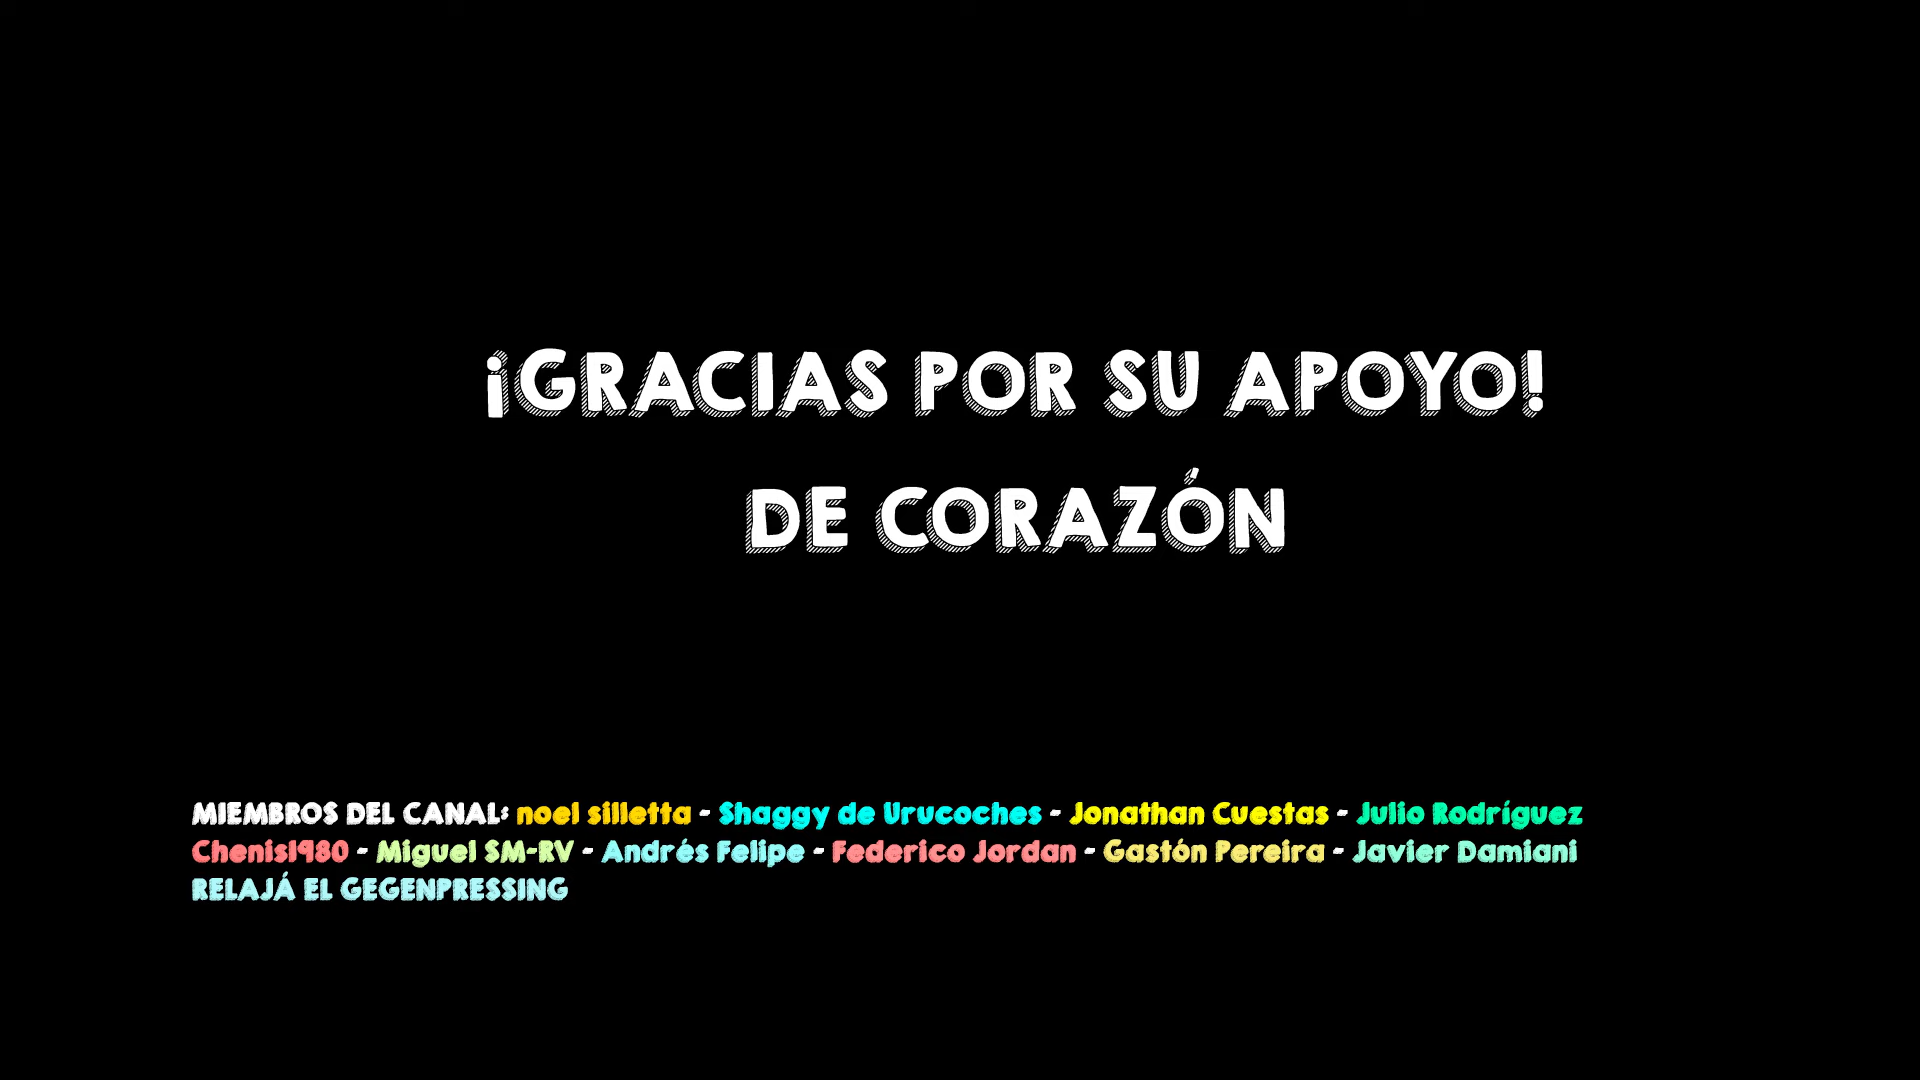 ¡GRACIAS POR SU APOYO!
DE CORAZÓN
MIEMBROS DEL CANAL: noel silletta - Shaggy de Urucoches - Jonathan Cuestas - Julio Rodríguez
Chenis1980 - Miguel SM-RV - Andrés Felipe - Federico Jordan - Gastón Pereira - Javier Damiani
RELAJÁ EL GEGENPRESSING